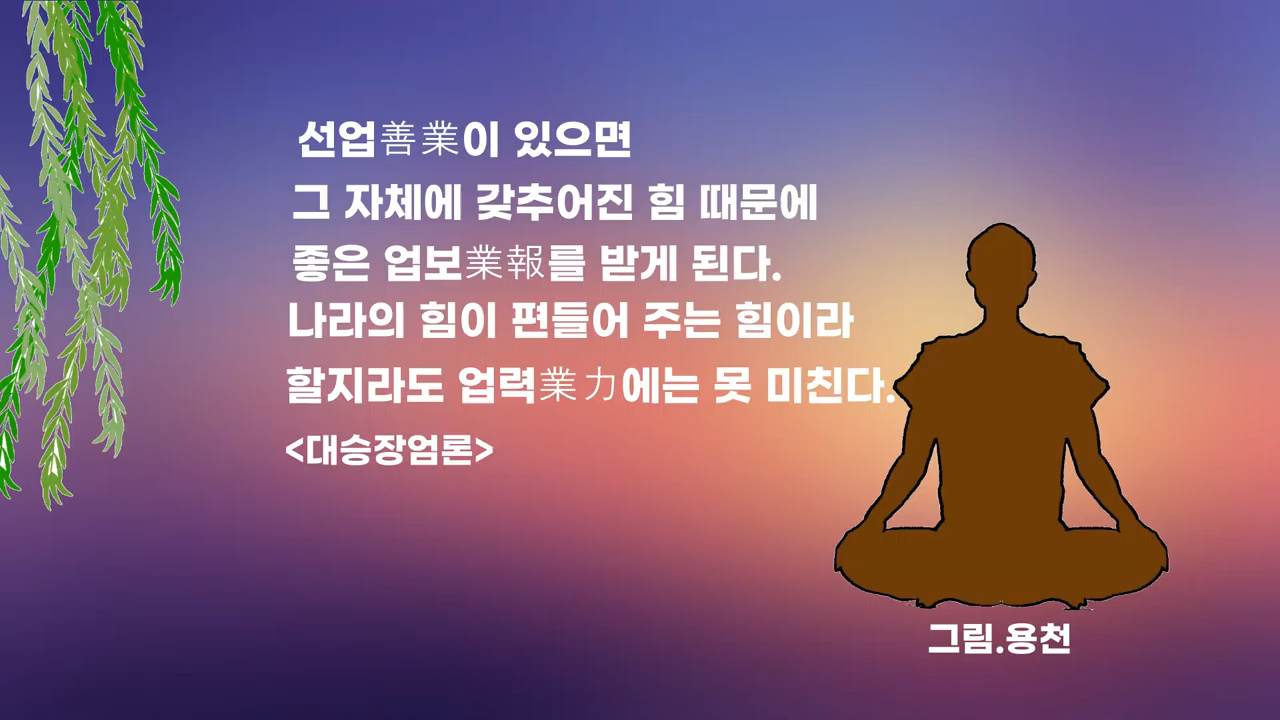 선업善業이 있으면
그 자체에 갖추어진 힘 때문에
좋은 업보業報를 받게 된다.
나라의 힘이 편들어 주는 힘이라
할지라도 업력業力에는 못 미친다.
<대승장엄론>
그림.용천